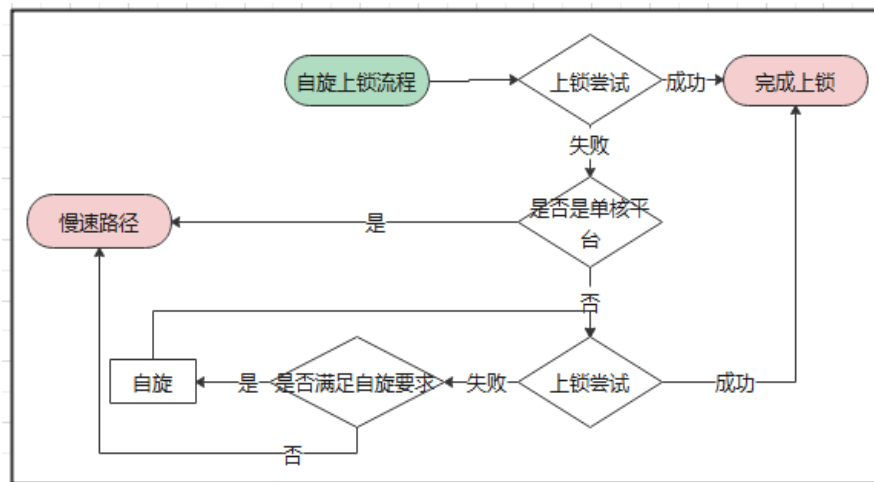 自旋上锁流程
上锁尝试
成功
完成上锁
失败
是否是单核平
台
是
慢速路径
否
上锁尝试
成功
失败
是否满足自旋要求
是
自旋
否